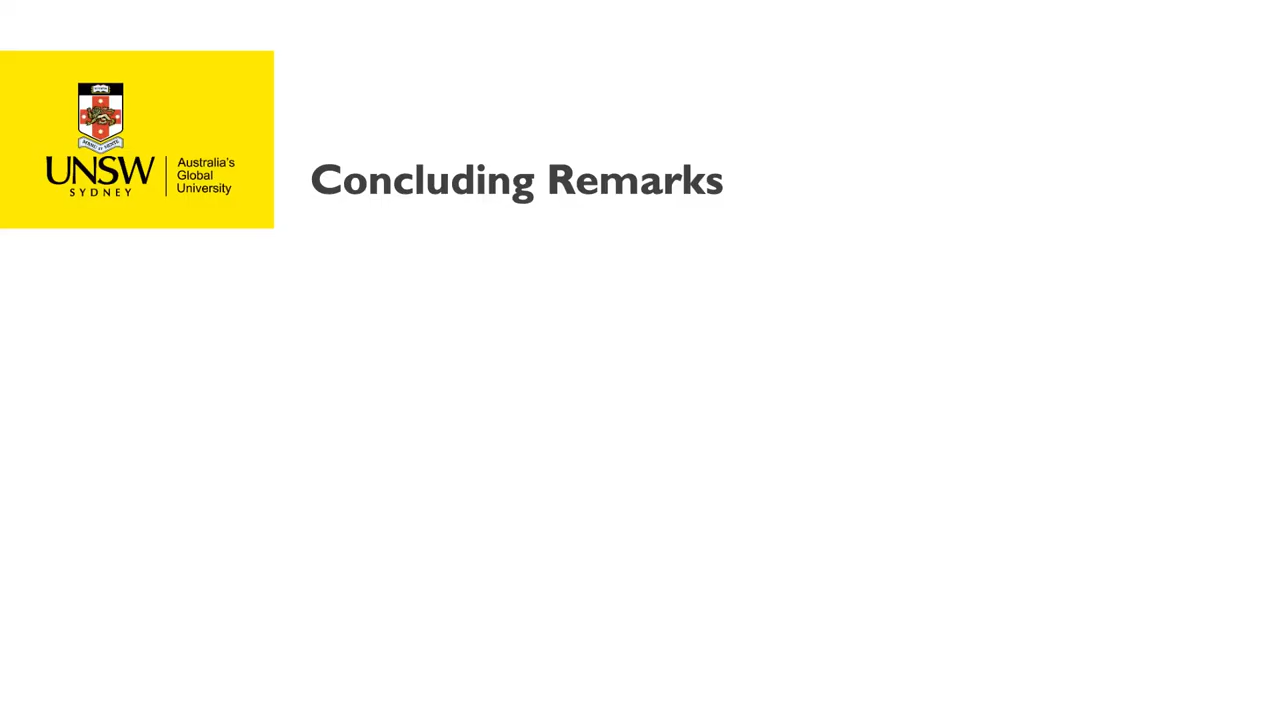 UNSW
SYDNEY
Australia's
Global
University
Concluding Remarks